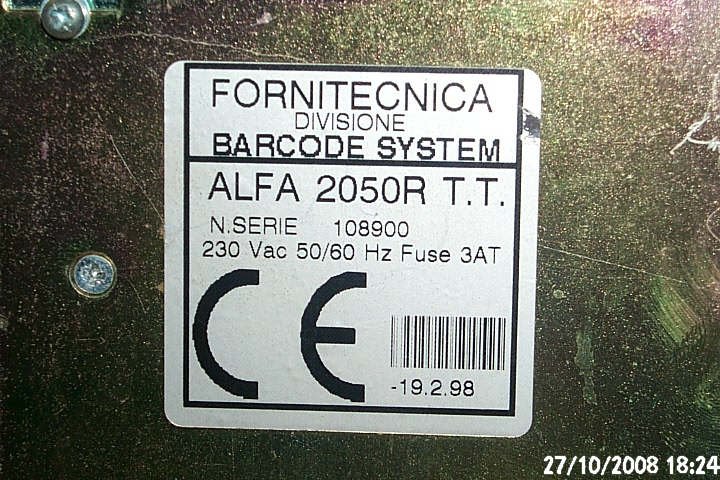 FORNITECNICA
DIVISIONE
BARCODE SYSTEM
ALFA 2050R T.T.
N.SERIE 108900
230 Vac 50/60 Hz Fuse 3AT
CE
-19.2.98
27/10/2008 18:24